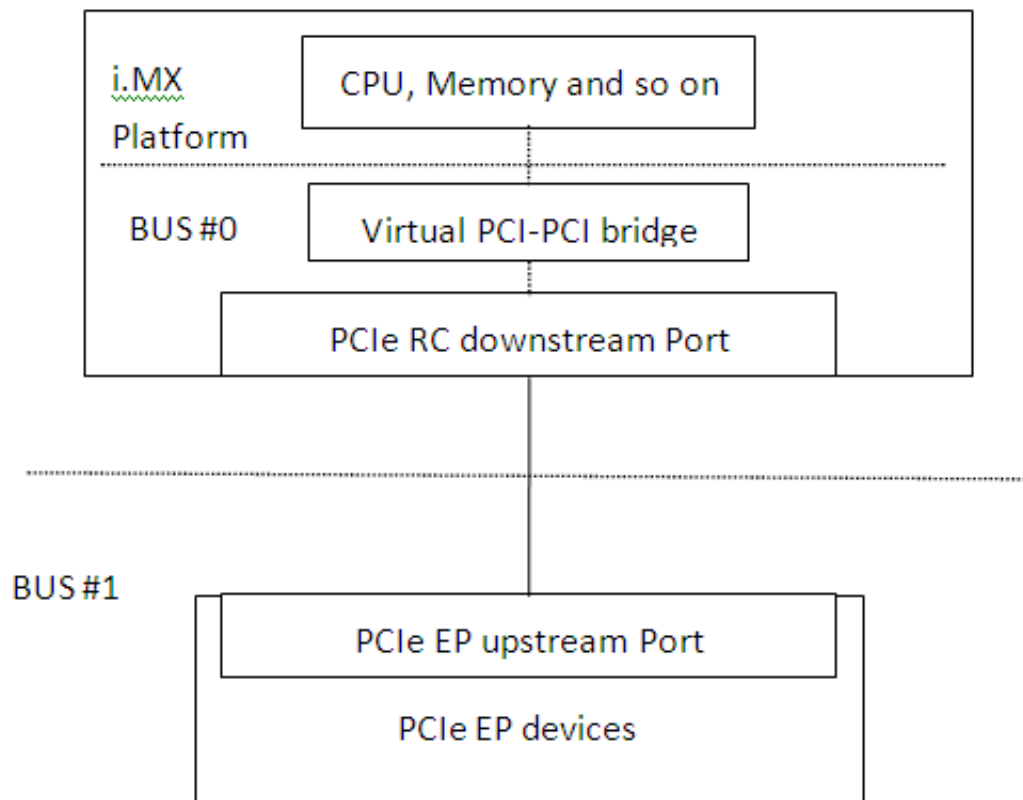 i.MX
Platform
CPU, Memory and so on
BUS #0
Virtual PCI-PCI bridge
PCIe RC downstream Port
BUS #1
PCIe EP upstream Port
PCIe EP devices